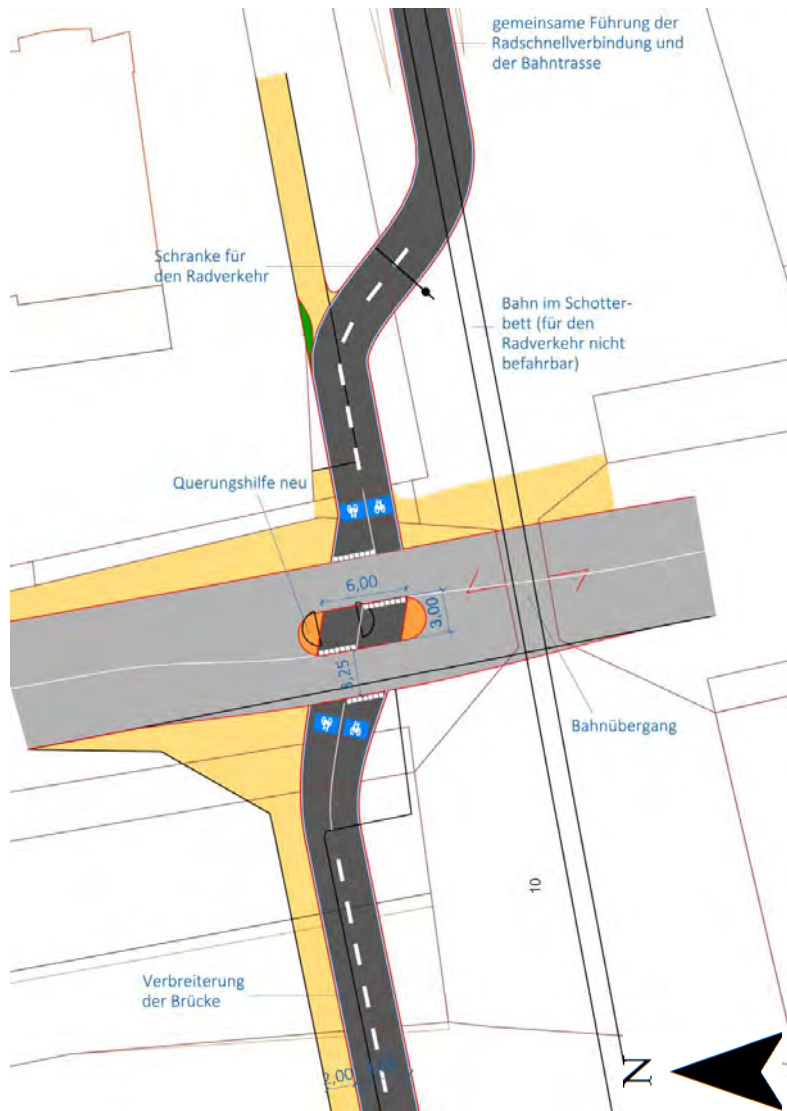 gemeinsame Führung der
Radschnellverbindung und
der Bahntrasse
Schranke für
den Radverkehr
Bahn im Schotter-
bett (für den
Radverkehr nicht
befahrbar)
Querungshilfe neu
6,00
3,00
Bahnübergang
10
Verbreiterung
der Brücke
2,00
N